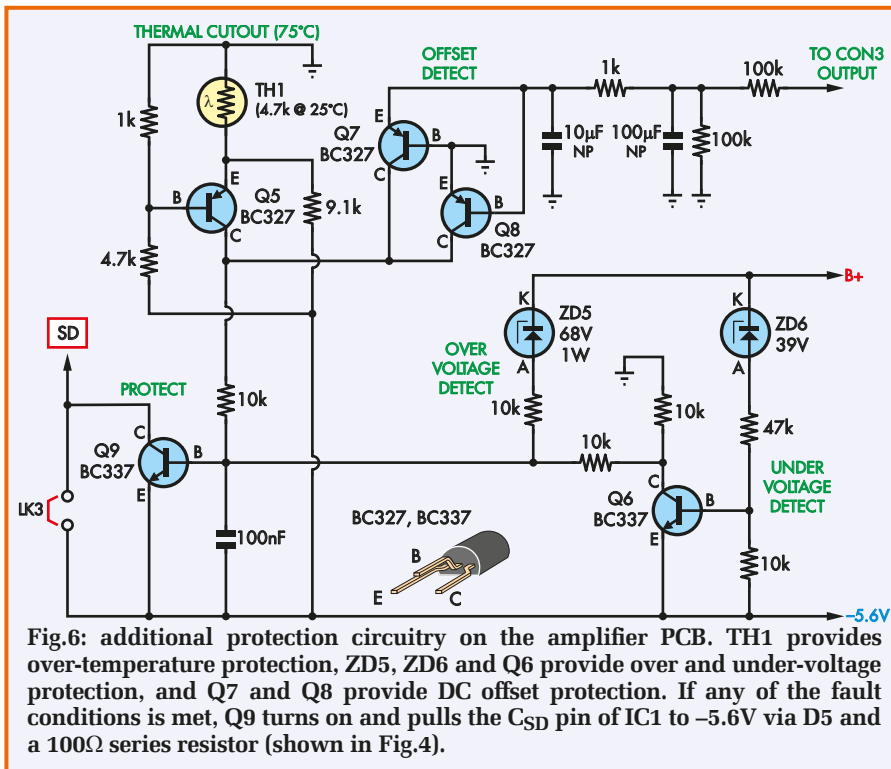 THERMAL CUTOUT (75°C)
TH1
(4.7k @ 25°C)
λ
1k
B
E
Q5
BC327
C
9.1k
4.7k
OFFSET
DETECT
E
Q7
BC327
B
C
E
B
Q8
BC327
C
1k
100k
TO CON3
OUTPUT
10µF
NP
100µF
NP
100k
B+
K
ZD5
68V
1W
A
OVER
VOLTAGE
DETECT
10k
K
ZD6
39V
A
47k
10k
10k
C
Q6
BC337
B
E
UNDER
VOLTAGE
DETECT
10k
–5.6V
SD
PROTECT
10k
C
Q9
BC337
B
E
LK3
100nF
BC327, BC337
B
E
C
Fig.6: additional protection circuitry on the amplifier PCB. TH1 provides
over-temperature protection, ZD5, ZD6 and Q6 provide over and under-voltage
protection, and Q7 and Q8 provide DC offset protection. If any of the fault
conditions is met, Q9 turns on and pulls the CSD pin of IC1 to –5.6V via D5 and
a 100Ω series resistor (shown in Fig.4).